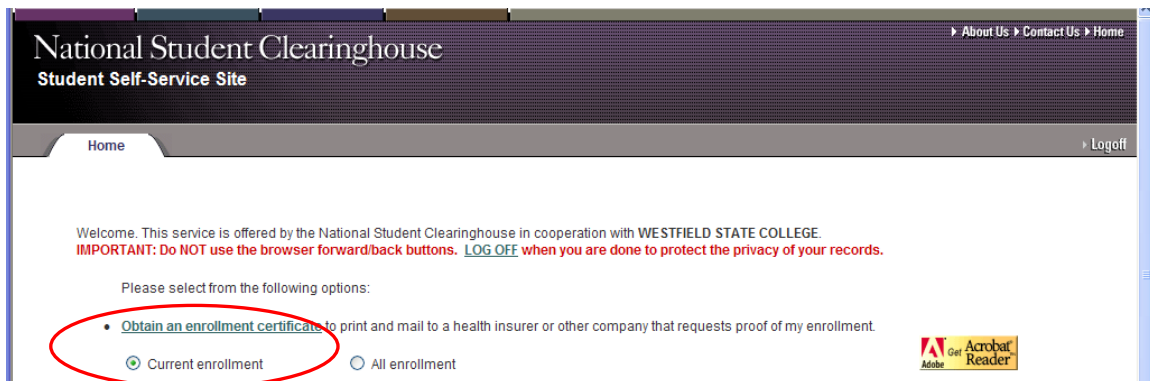 About Us Contact Us Home
National Student Clearinghouse
Student Self-Service Site
Home
Logoff
Welcome. This service is offered by the National Student Clearinghouse in cooperation with WESTFIELD STATE COLLEGE.
IMPORTANT: Do NOT use the browser forward/back buttons. LOG OFF when you are done to protect the privacy of your records.
Please select from the following options:
• Obtain an enrollment certificate to print and mail to a health insurer or other company that requests proof of my enrollment.
Current enrollment All enrollment
Adobe Get Acrobat Reader